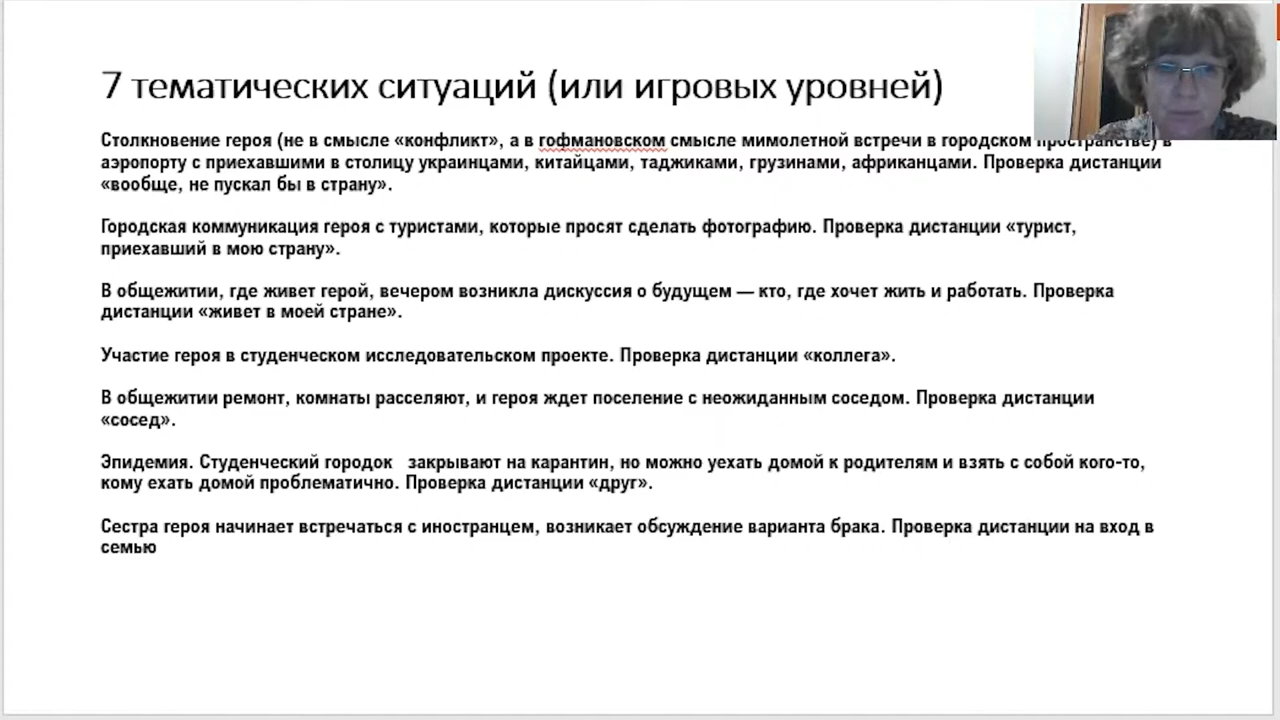 7 тематических ситуаций (или игровых уровней)
Столкновение героя (не в смысле «конфликт», а в гофмановском смысле мимолетной встречи в городском пространстве) в
аэропорту с приехавшими в столицу украинцами, китайцами, таджиками, грузинами, африканцами. Проверка дистанции
«вообще, не пускал бы в страну».
Городская коммуникация героя с туристами, которые просят сделать фотографию. Проверка дистанции «турист,
приехавший в мою страну».
В общежитии, где живет герой, вечером возникла дискуссия о будущем — кто, где хочет жить и работать. Проверка
дистанции «живет в моей стране».
Участие героя в студенческом исследовательском проекте. Проверка дистанции «коллега».
В общежитии ремонт, комнаты расселяют, и героя ждет поселение с неожиданным соседом. Проверка дистанции
«сосед».
Эпидемия. Студенческий городок закрывают на карантин, но можно уехать домой к родителям и взять с собой кого-то,
кому ехать домой проблематично. Проверка дистанции «друг».
Сестра героя начинает встречаться с иностранцем, возникает обсуждение варианта брака. Проверка дистанции на вход в
семью